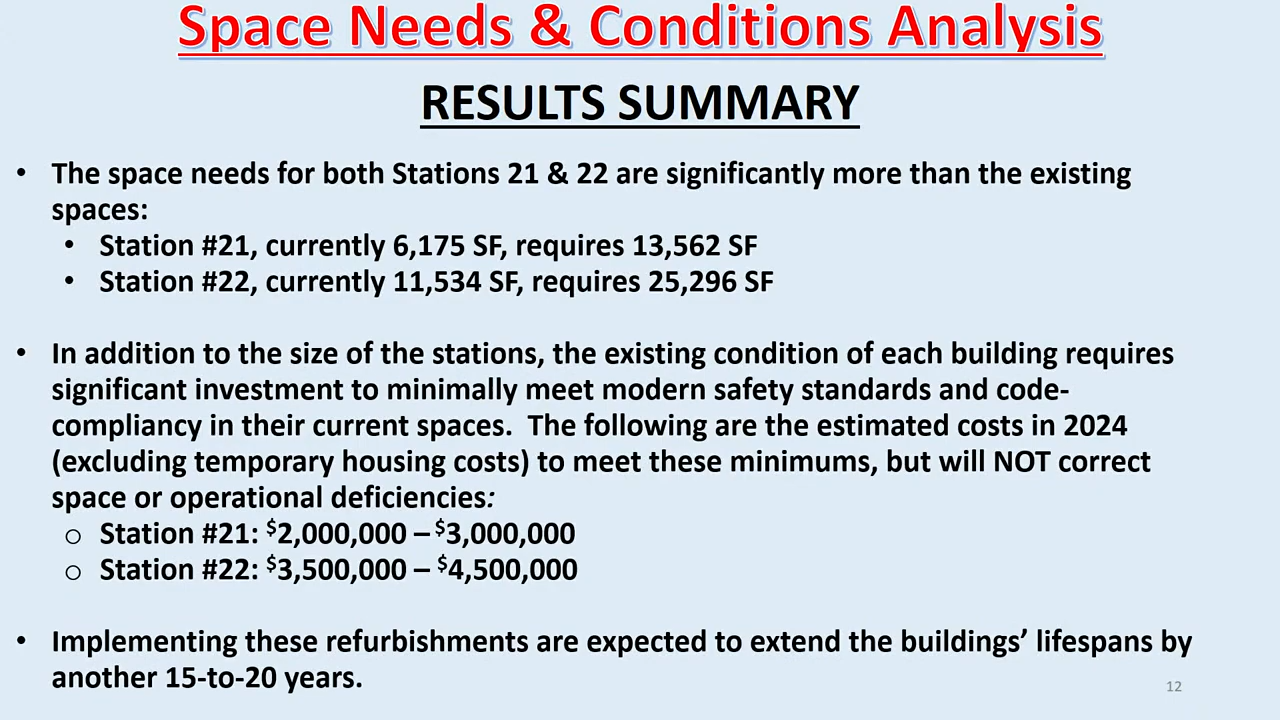 Space Needs & Conditions Analysis
RESULTS SUMMARY
• The space needs for both Stations 21 & 22 are significantly more than the existing
spaces:
• Station #21, currently 6,175 SF, requires 13,562 SF
• Station #22, currently 11,534 SF, requires 25,296 SF
• In addition to the size of the stations, the existing condition of each building requires
significant investment to minimally meet modern safety standards and code-
compliancy in their current spaces.  The following are the estimated costs in 2024
(excluding temporary housing costs) to meet these minimums, but will NOT correct
space or operational deficiencies:
o Station #21: $2,000,000 – $3,000,000
o Station #22: $3,500,000 – $4,500,000
• Implementing these refurbishments are expected to extend the buildings’ lifespans by
another 15-to-20 years.
12